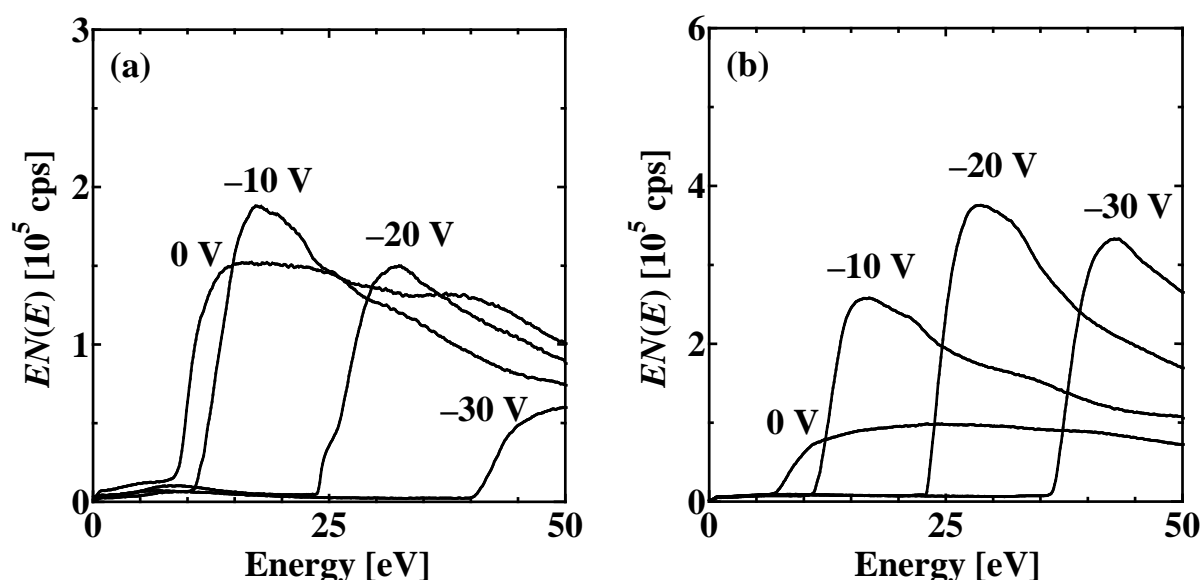 (a)
3
2
1
0
EN(E) [10^5 cps]
–10 V
0 V
–20 V
–30 V
0
25
50
Energy [eV]
(b)
6
4
2
0
EN(E) [10^5 cps]
–20 V
–30 V
–10 V
0 V
0
25
50
Energy [eV]